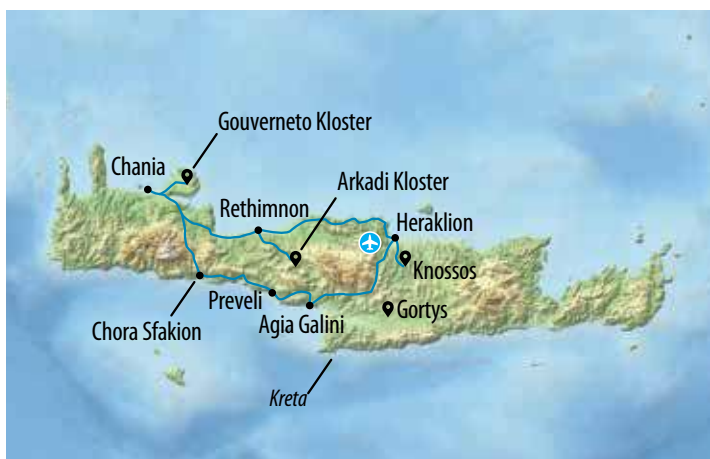 Gouverneto Kloster
Chania
Arkadi Kloster
Rethimnon
Heraklion
Knossos
Preveli
Gortys
Agia Galini
Chora Sfakion
Kreta